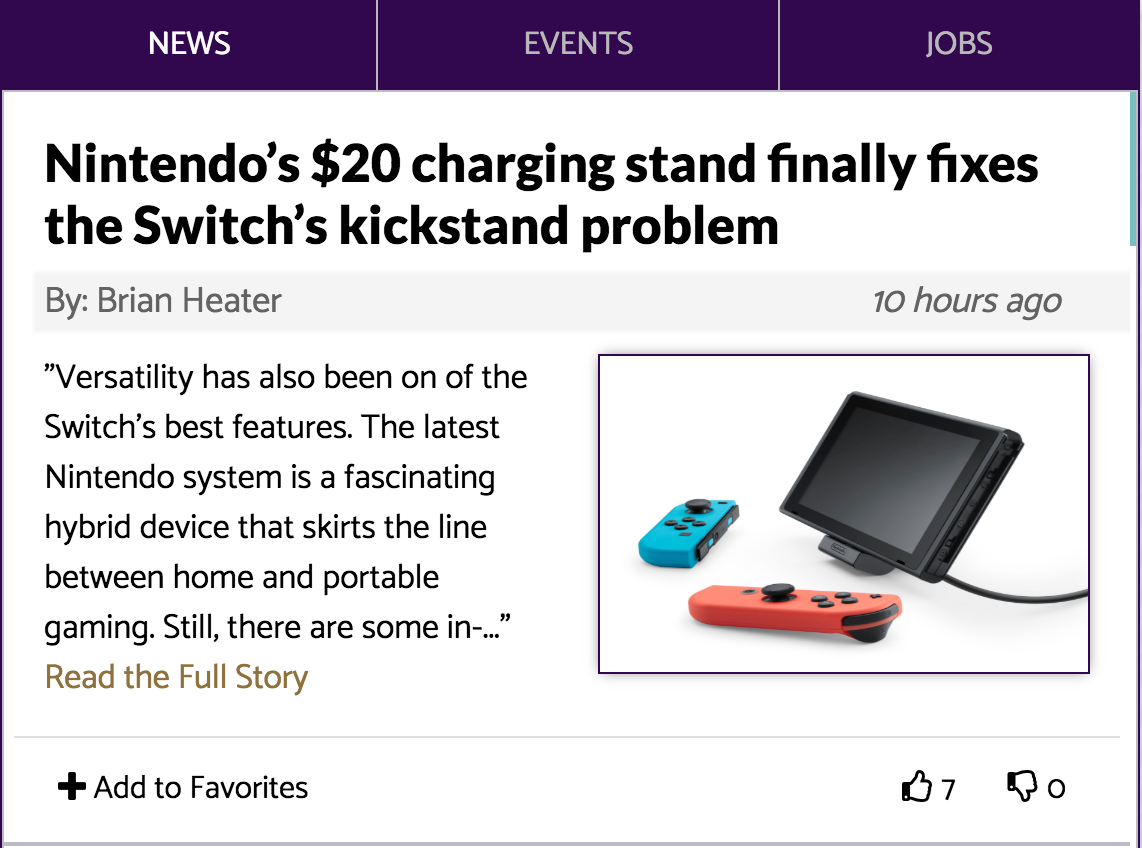 NEWS
EVENTS
JOBS
Nintendo’s $20 charging stand finally fixes
the Switch’s kickstand problem
By: Brian Heater
10 hours ago
”Versatility has also been on of the
Switch’s best features. The latest
Nintendo system is a fascinating
hybrid device that skirts the line
between home and portable
gaming. Still, there are some in-...”
Read the Full Story
Add to Favorites
7
0